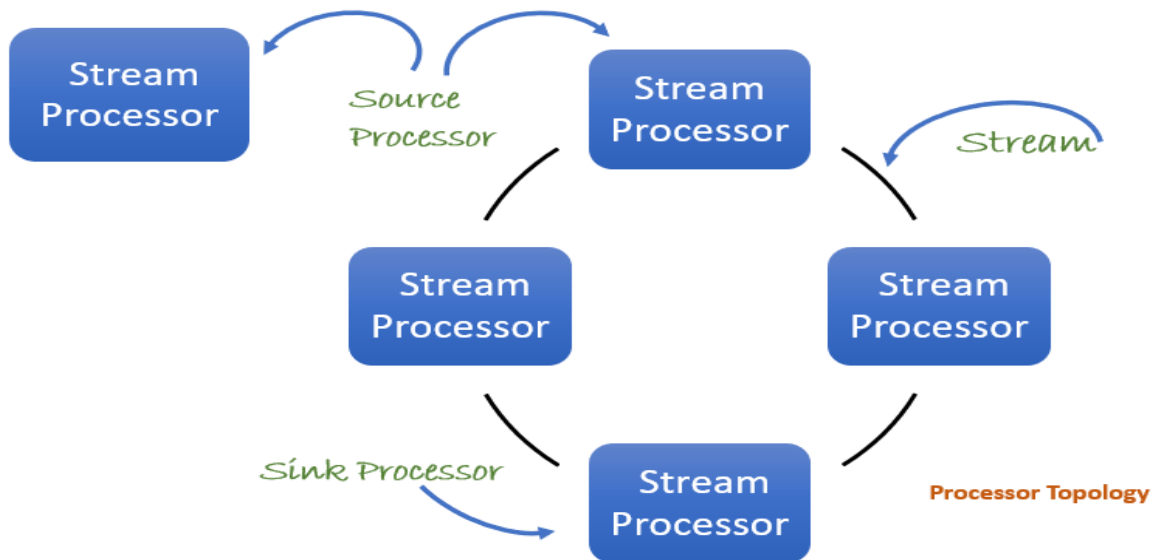 Stream
Processor
Source
Processor
Stream
Processor
Stream
Stream
Processor
Stream
Processor
Sink Processor
Stream
Processor
Processor Topology